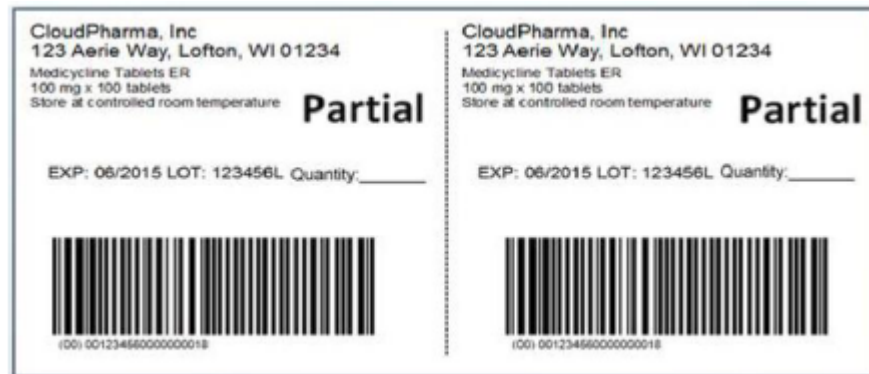 CloudPharma, Inc
123 Aerie Way, Lofton, WI 01234
Medicycline Tablets ER
100 mg x 100 tablets
Store at controlled room temperature
Partial
EXP: 06/2015 LOT: 123456L Quantity:______
(00) 001234560000000018
CloudPharma, Inc
123 Aerie Way, Lofton, WI 01234
Medicycline Tablets ER
100 mg x 100 tablets
Store at controlled room temperature
Partial
EXP: 06/2015 LOT: 123456L Quantity:______
(00) 001234560000000018